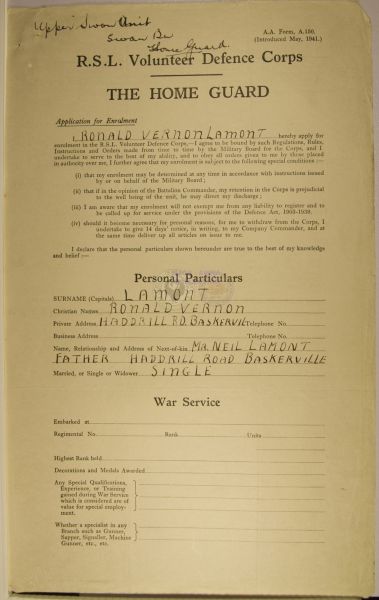 Upper Swan Unit
Swan Bn
Home Guard.
A.A. Form, A.150.
(Introduced May, 1941.)
R.S.L. Volunteer Defence Corps
THE HOME GUARD
Application for Enrolment
I, RONALD VERNON LAMONT hereby apply for
enrolment in the R.S.L. Volunteer Defence Corps,—I agree to be bound by such Regulations, Rules,
Instructions and Orders made from time to time by the Military Board for the Corps, and I
undertake to serve to the best of my ability, and to obey all orders given to me by those placed
in authority over me, I further agree that my enrolment is subject to the following special conditions :—
(i) that my enrolment may be determined at any time in accordance with instructions issued
by or on behalf of the Military Board;
(ii) that if in the opinion of the Battalion Commander, my retention in the Corps is prejudicial
to the well being of the unit, he may direct my discharge;
(iii) I am aware that my enrolment will not exempt me from any liability to register and to
be called up for service under the provisions of the Defence Act, 1903-1939.
(iv) should it become necessary for personal reasons, for me to withdraw from the Corps, I
undertake to give 14 days' notice, in writing, to my Company Commander, and at
the same time deliver up all articles on issue to me.
I declare that the personal particulars shown hereunder are true to the best of my knowledge
and belief :—
Personal Particulars
SURNAME (Capitals) LAMONT
Christian Names RONALD VERNON
Private Address HADDRILL RD. BASKERVIL Telephone No.
Business Address Telephone No.
Name, Relationship and Address of Next-of-kin MR. NEIL LAMONT
FATHER HADDRILL ROAD BASKERVILLE
Married, or Single or Widower SINGLE
War Service
Embarked at
Regimental No. Rank Units
Highest Rank held
Decorations and Medals Awarded
Any Special Qualifications,
Experience, or Training
gained during War Service
which is considered are of
value for special employ-
ment.
Whether a specialist in any
Branch such as Gunner,
Sapper, Signaller, Machine
Gunner, etc., etc.